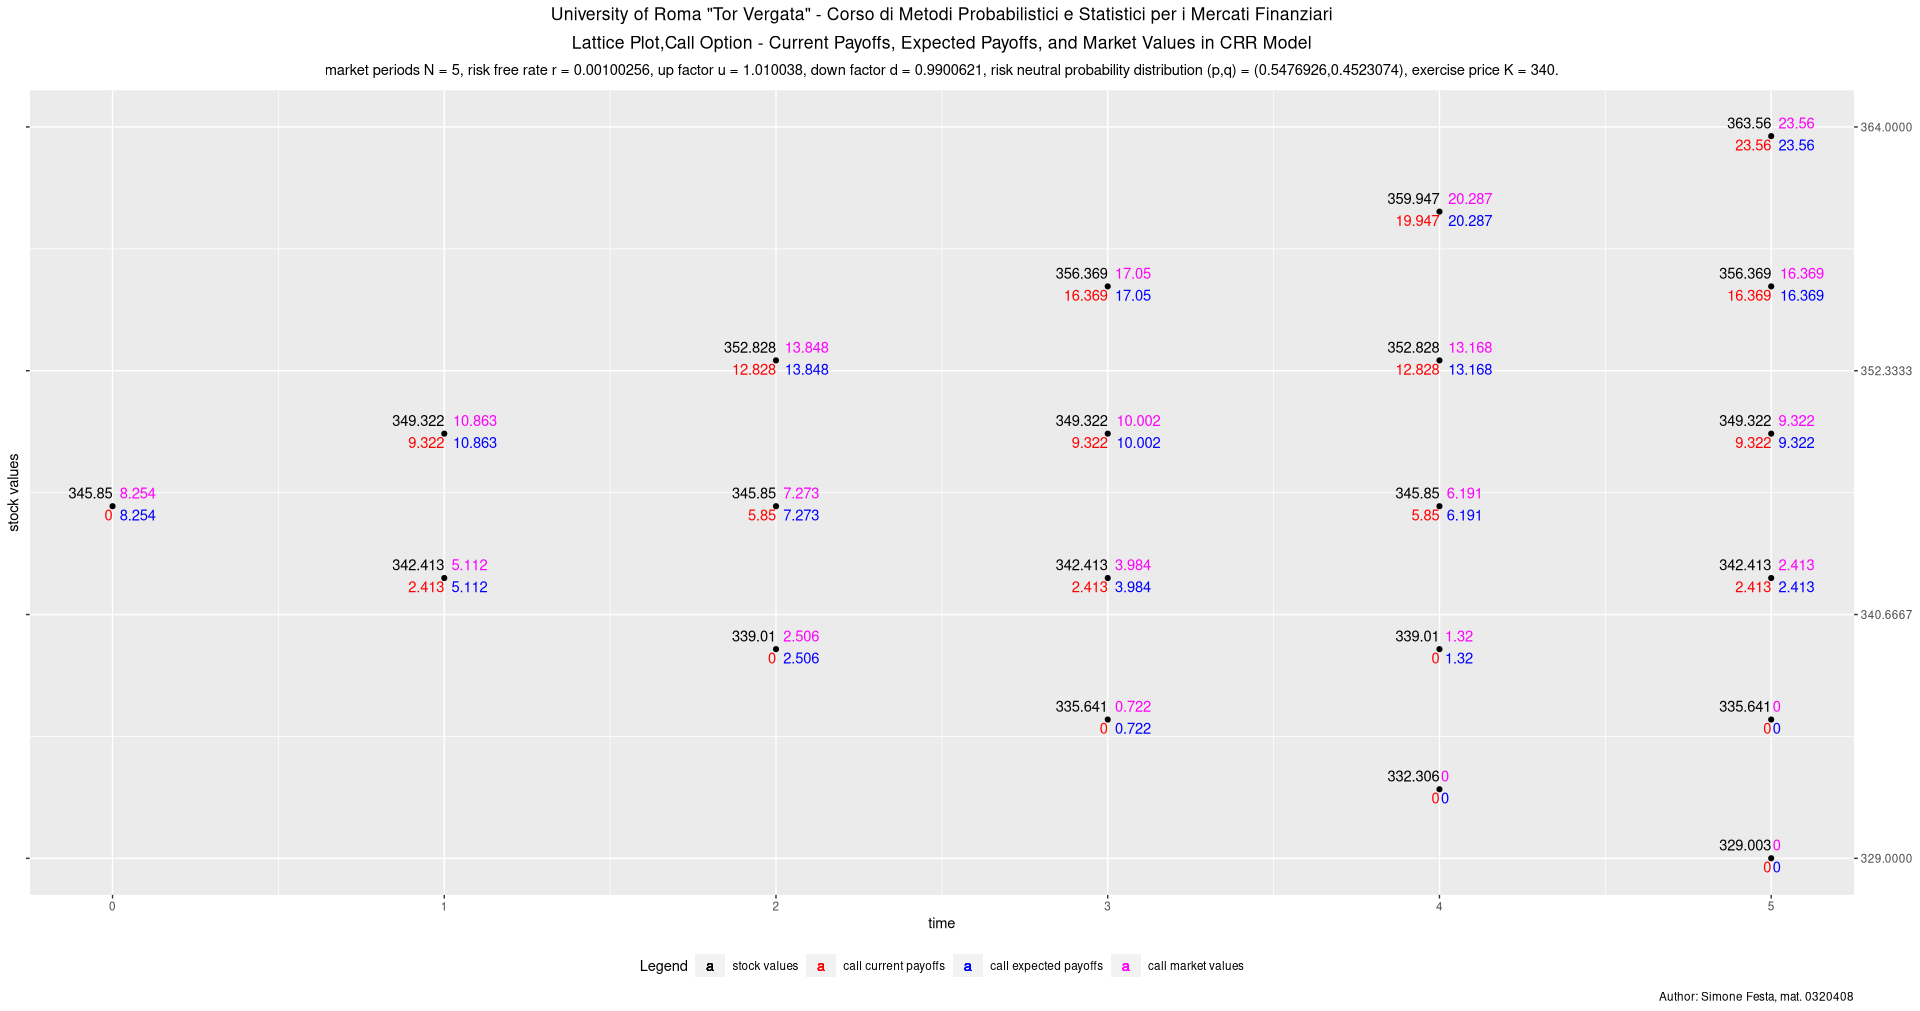 University of Roma "Tor Vergata" - Corso di Metodi Probabilistici e Statistici per i Mercati Finanziari
Lattice Plot,Call Option - Current Payoffs, Expected Payoffs, and Market Values in CRR Model
market periods N = 5, risk free rate r = 0.00100256, up factor u = 1.010038, down factor d = 0.9900621, risk neutral probability distribution (p,q) = (0.5476926,0.4523074), exercise price K = 340.
363.56 23.56
364.0000
23.56 23.56
359.947 20.287
19.947 20.287
356.369 17.05 356.369 16.369
16.369 17.05 16.369 16.369
352.828 13.848 352.828 13.168
12.828 13.848 12.828 13.168
352.3333
349.322 10.863 349.322 10.002 349.322 9.322
9.322 10.863 9.322 10.002 9.322 9.322
stock values
345.85 8.254 345.85 7.273 345.85 6.191
0 8.254 5.85 7.273 5.85 6.191
342.413 5.112 342.413 3.984 342.413 2.413
2.413 5.112 2.413 3.984 2.413 2.413
340.6667
339.01 2.506 339.01 1.32
0 2.506 0 1.32
335.641 0.722 335.641 0
0 0.722 0 0
332.306 0
0 0
329.003 0
329.0000
0 0
0 1 2 3 4 5
time
Legend a stock values a call current payoffs a call expected payoffs a call market values
Author: Simone Festa, mat. 0320408